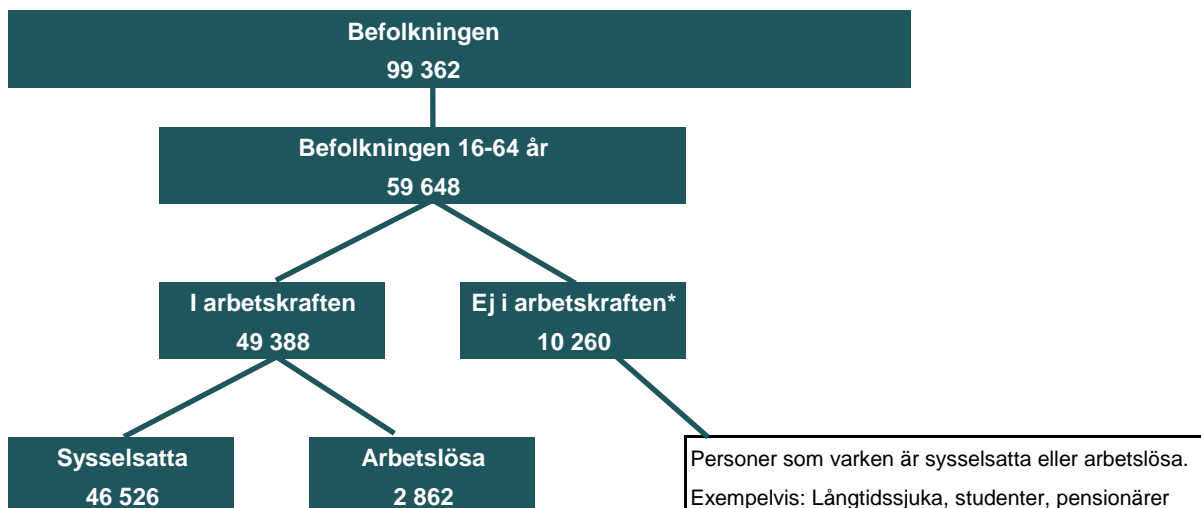 Befolkningen
99 362
Befolkningen 16-64 år
59 648
I arbetskraften
49 388
Ej i arbetskraften*
10 260
Sysselsatta
46 526
Arbetslösa
2 862
Personer som varken är sysselsatta eller arbetslösa.
Exempelvis: Långtidssjuka, studenter, pensionärer